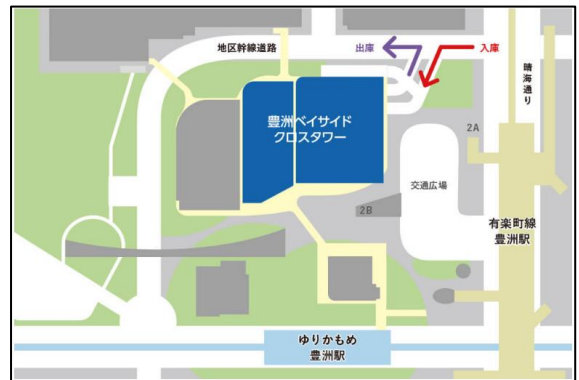 地区幹線道路
出庫
入庫
晴海通り
豊洲ベイサイド
クロスタワー
2A
交通広場
2B
有楽町線
豊洲駅
ゆりかもめ
豊洲駅